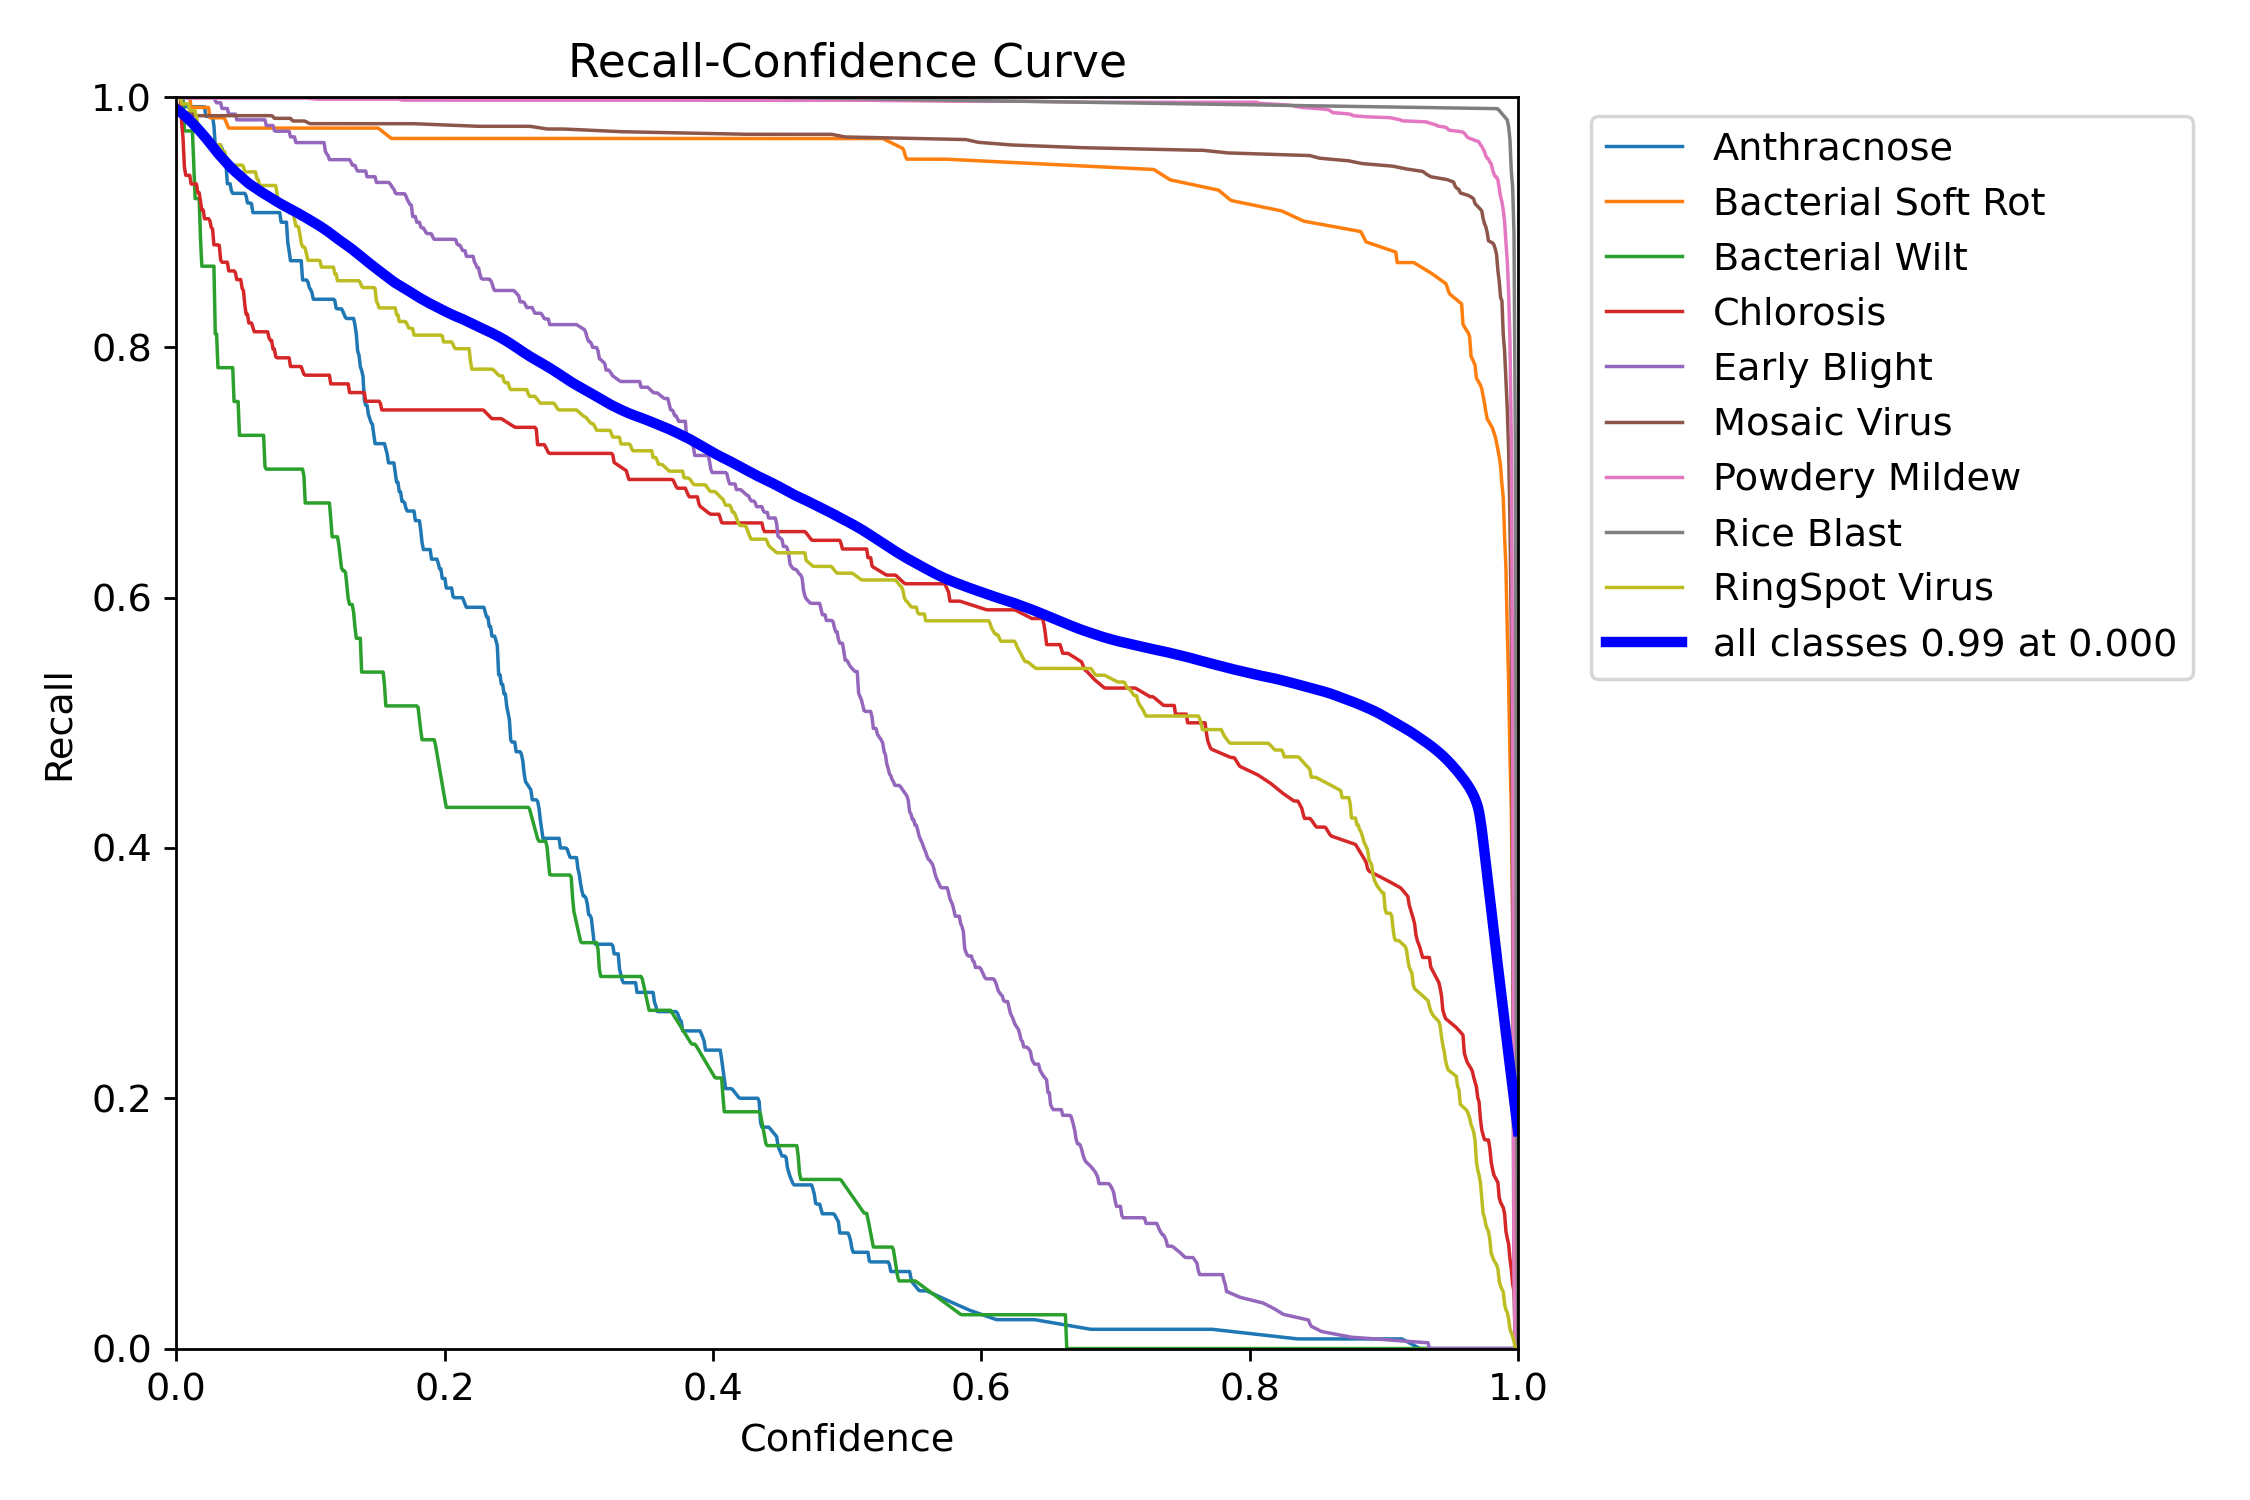 Recall-Confidence Curve
1.0
0.8
0.6
0.4
0.2
0.0
Recall
0.0 0.2 0.4 0.6 0.8 1.0
Confidence
Anthracnose
Bacterial Soft Rot
Bacterial Wilt
Chlorosis
Early Blight
Mosaic Virus
Powdery Mildew
Rice Blast
RingSpot Virus
all classes 0.99 at 0.000